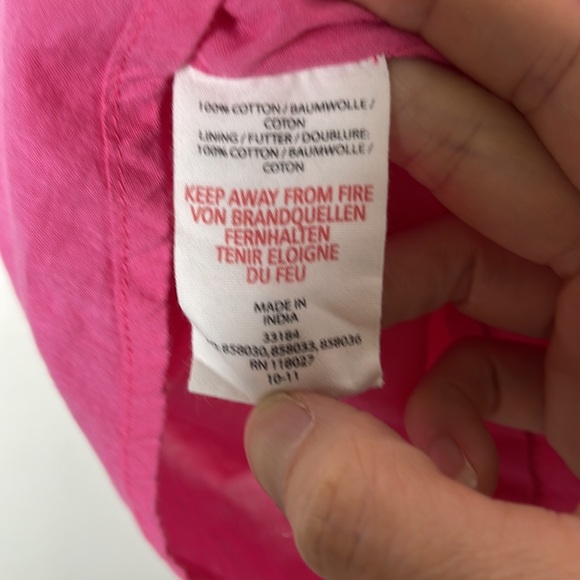 100% COTTON / BAUMWOLLE /
COTON
LINING / FUTTER / DOUBLURE:
100% COTTON / BAUMWOLLE /
COTON
KEEP AWAY FROM FIRE
VON BRANDQUELLEN
FERNHALTEN
TENIR ELOIGNE
DU FEU
MADE IN
INDIA
33184
858030, 858033, 858036
RN 118027
10-11